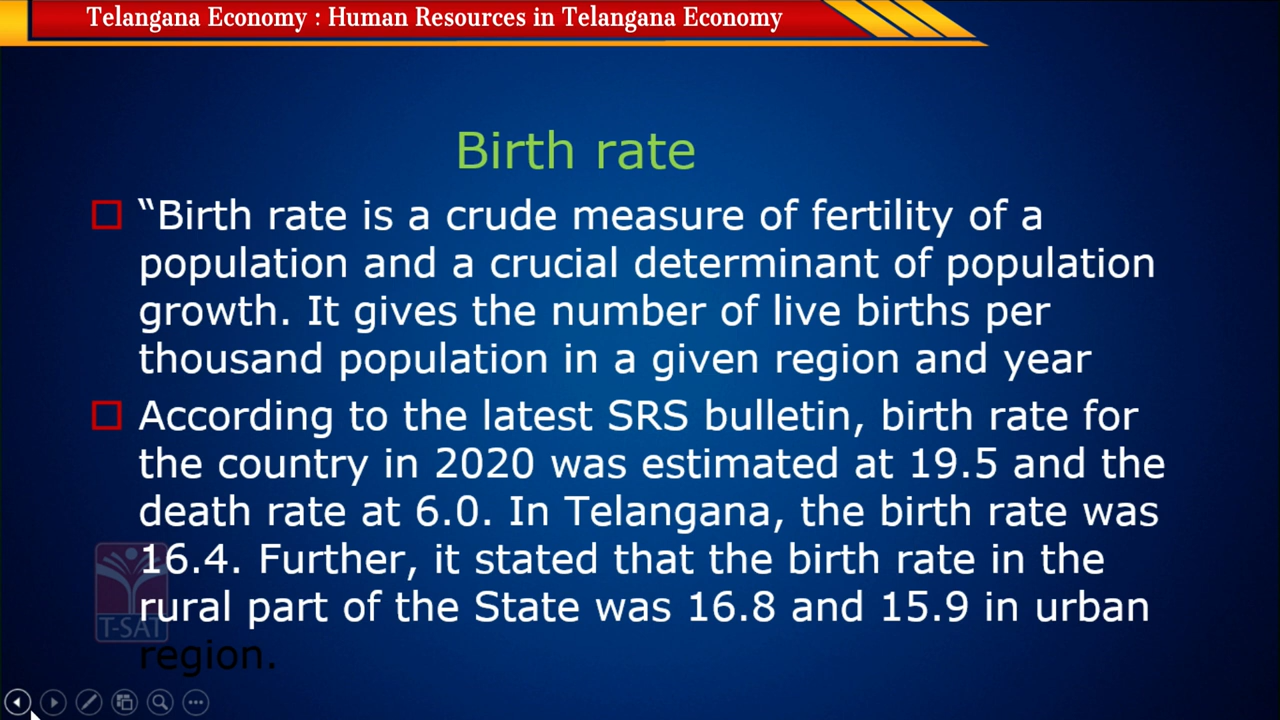 Telangana Economy : Human Resources in Telangana Economy
Birth rate
“Birth rate is a crude measure of fertility of a
population and a crucial determinant of population
growth. It gives the number of live births per
thousand population in a given region and year
According to the latest SRS bulletin, birth rate for
the country in 2020 was estimated at 19.5 and the
death rate at 6.0. In Telangana, the birth rate was
16.4. Further, it stated that the birth rate in the
rural part of the State was 16.8 and 15.9 in urban
T-SAT
region.